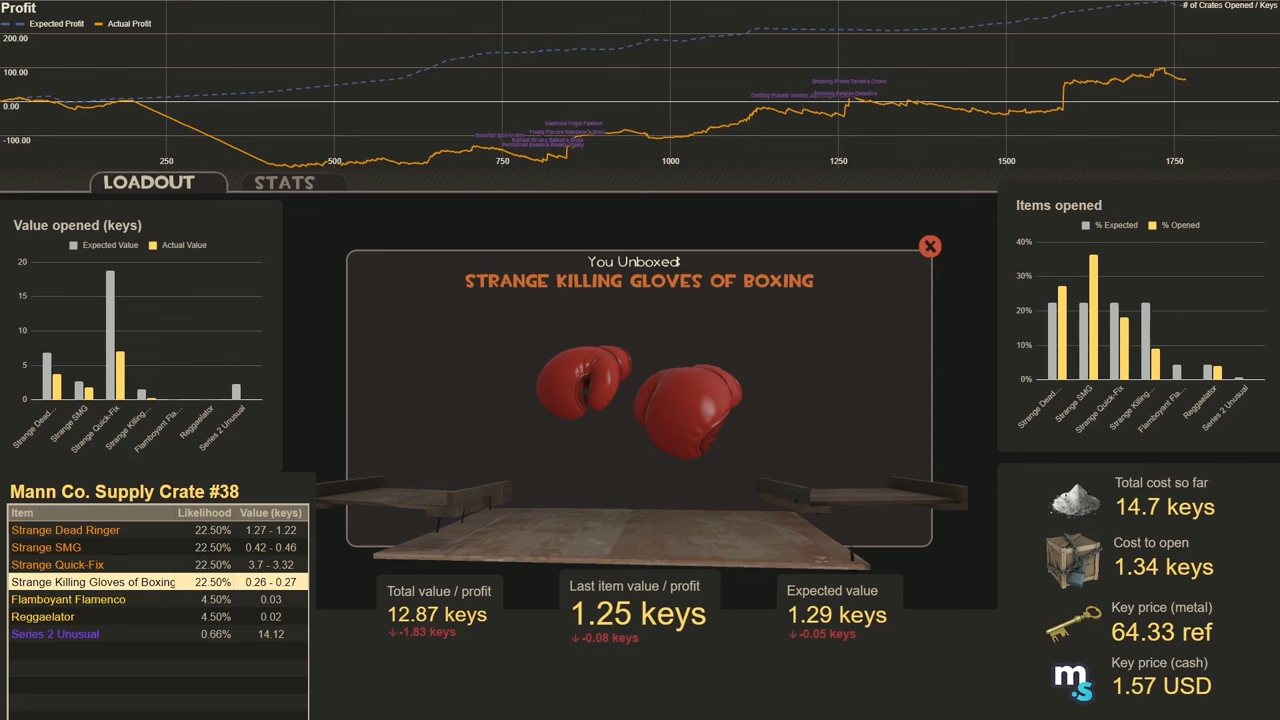 Profit
# of Crates Opened / Keys
Expected Profit
Actual Profit
200.00
100.00
0.00
-100.00
250
500
750
1000
1250
1500
1750
LOADOUT
STATS
Value opened (keys)
Expected Value
Actual Value
20
15
10
5
0
Strange Dead...
Strange SMG
Strange Quick-Fix
Strange Killing...
Flamboyant Fla...
Reggaelator
Series 2 Unusual
You Unboxed:
STRANGE KILLING GLOVES OF BOXING
Items opened
% Expected
% Opened
40%
30%
20%
10%
0%
Strange Dead...
Strange SMG
Strange Quick-Fix
Strange Killing...
Flamboyant Fla...
Reggaelator
Series 2 Unusual
Mann Co. Supply Crate #38
Item Likelihood Value (keys)
Strange Dead Ringer 22.50% 1.27 - 1.22
Strange SMG 22.50% 0.42 - 0.46
Strange Quick-Fix 22.50% 3.7 - 3.32
Strange Killing Gloves of Boxing 22.50% 0.26 - 0.27
Flamboyant Flamenco 4.50% 0.03
Reggaelator 4.50% 0.02
Series 2 Unusual 0.66% 14.12
Total value / profit
12.87 keys
↓-1.83 keys
Last item value / profit
1.25 keys
↓-0.08 keys
Expected value
1.29 keys
↓-0.05 keys
Total cost so far
14.7 keys
Cost to open
1.34 keys
Key price (metal)
64.33 ref
Key price (cash)
1.57 USD
m.s